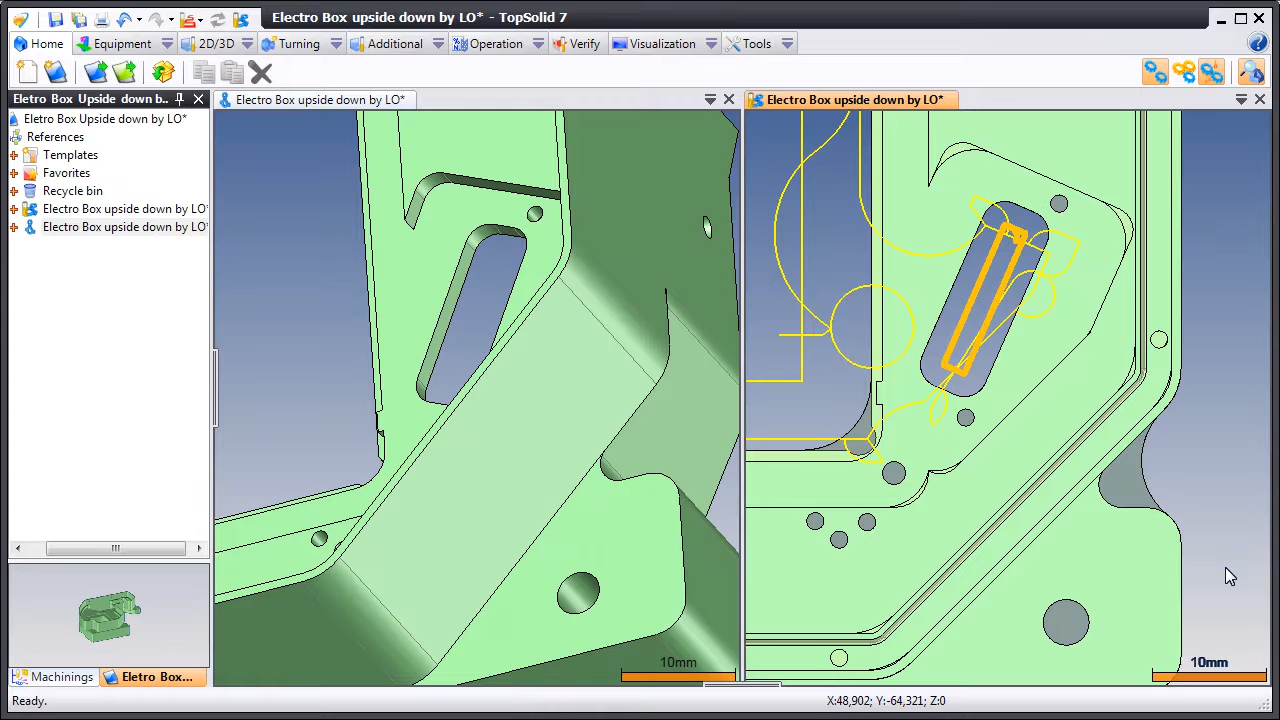 Electro Box upside down by LO* - TopSolid 7
Home Equipment 2D/3D Turning Additional Operation Verify Visualization Tools
Eletro Box Upside down b..
Electro Box upside down by LO*
Electro Box upside down by LO*
Eletro Box Upside down by LO*
References
Templates
Favorites
Recycle bin
Electro Box upside down by LO*
Electro Box upside down by LO*
10mm
10mm
Machinings
Eletro Box...
Ready.
X:48,902; Y:-64,321; Z:0